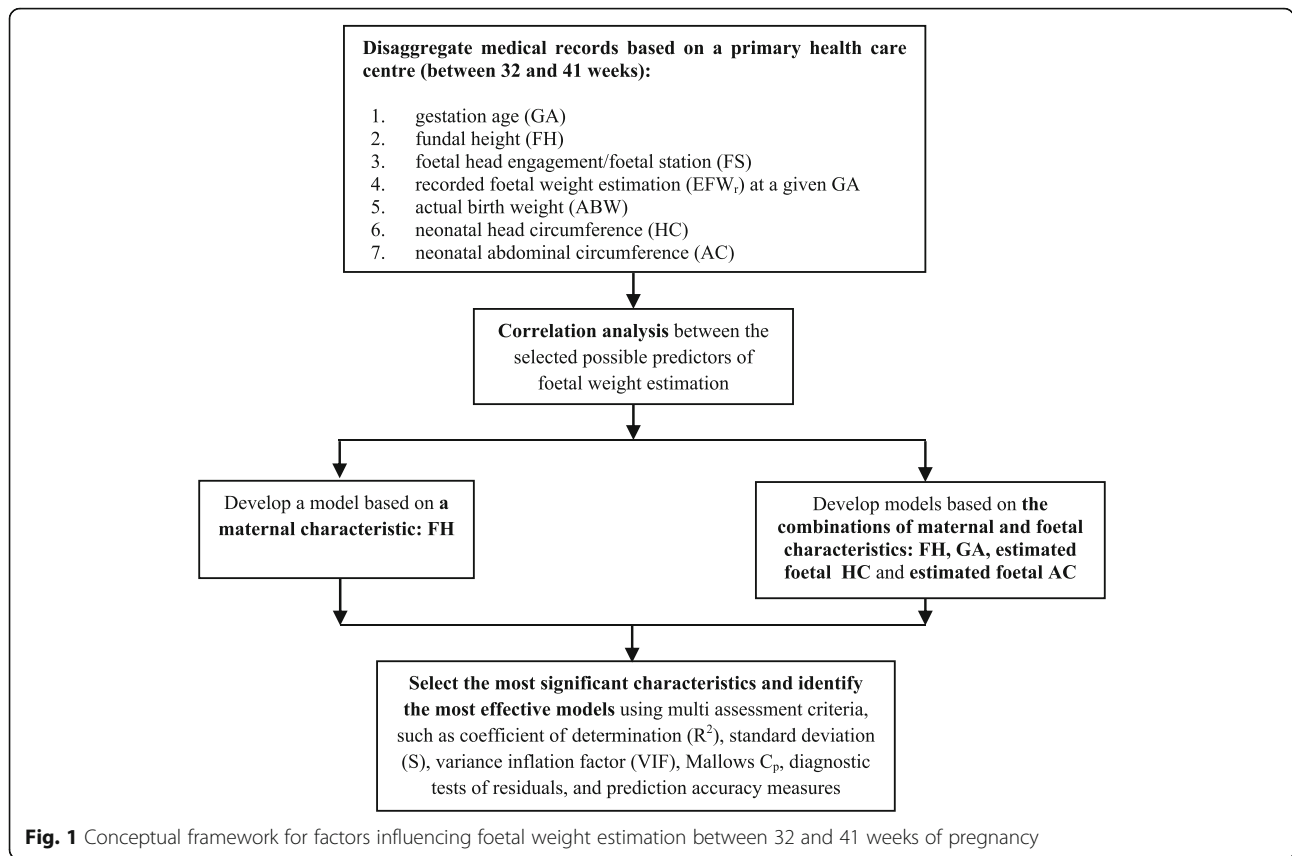 Disaggregate medical records based on a primary health care
centre (between 32 and 41 weeks):
1. gestation age (GA)
2. fundal height (FH)
3. foetal head engagement/foetal station (FS)
4. recorded foetal weight estimation (EFWr) at a given GA
5. actual birth weight (ABW)
6. neonatal head circumference (HC)
7. neonatal abdominal circumference (AC)
Correlation analysis between the
selected possible predictors of
foetal weight estimation
Develop a model based on a
maternal characteristic: FH
Develop models based on the
combinations of maternal and foetal
characteristics: FH, GA, estimated
foetal HC and estimated foetal AC
Select the most significant characteristics and identify
the most effective models using multi assessment criteria,
such as coefficient of determination (R²), standard deviation
(S), variance inflation factor (VIF), Mallows Cp, diagnostic
tests of residuals, and prediction accuracy measures
Fig. 1 Conceptual framework for factors influencing foetal weight estimation between 32 and 41 weeks of pregnancy